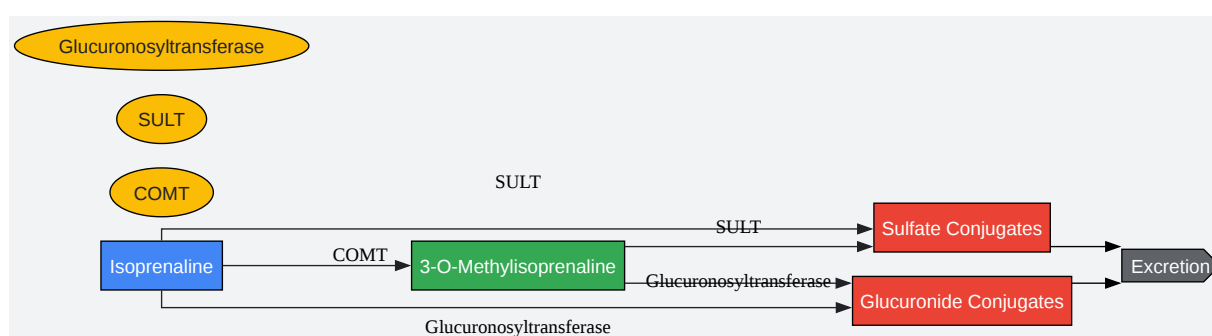 Glucuronosyltransferase
SULT
COMT
SULT
SULT
Sulfate Conjugates
Isoprenaline
COMT
3-O-Methylisoprenaline
Excretion
Glucuronosyltransferase
Glucuronide Conjugates
Glucuronosyltransferase